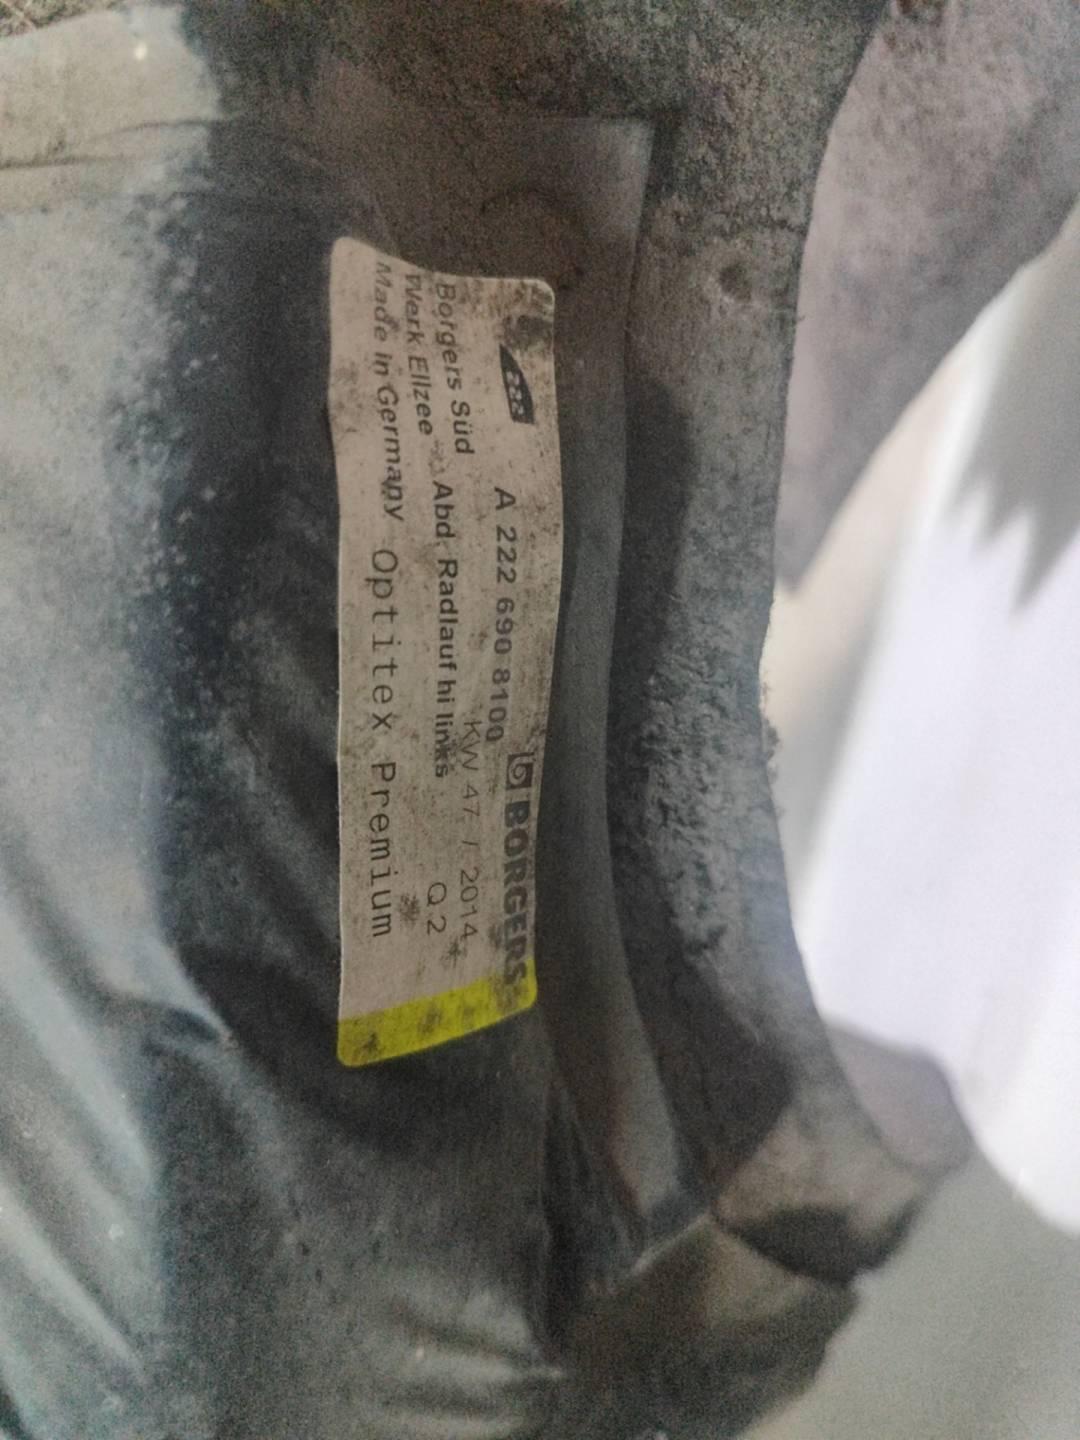 222
BORGERS
A 222 690 8100
KW 47 / 2014
Borgers Süd
Abd. Radlauf hi links
Q.2
Werk Ellzee
Made in Germany
Optitex Premium